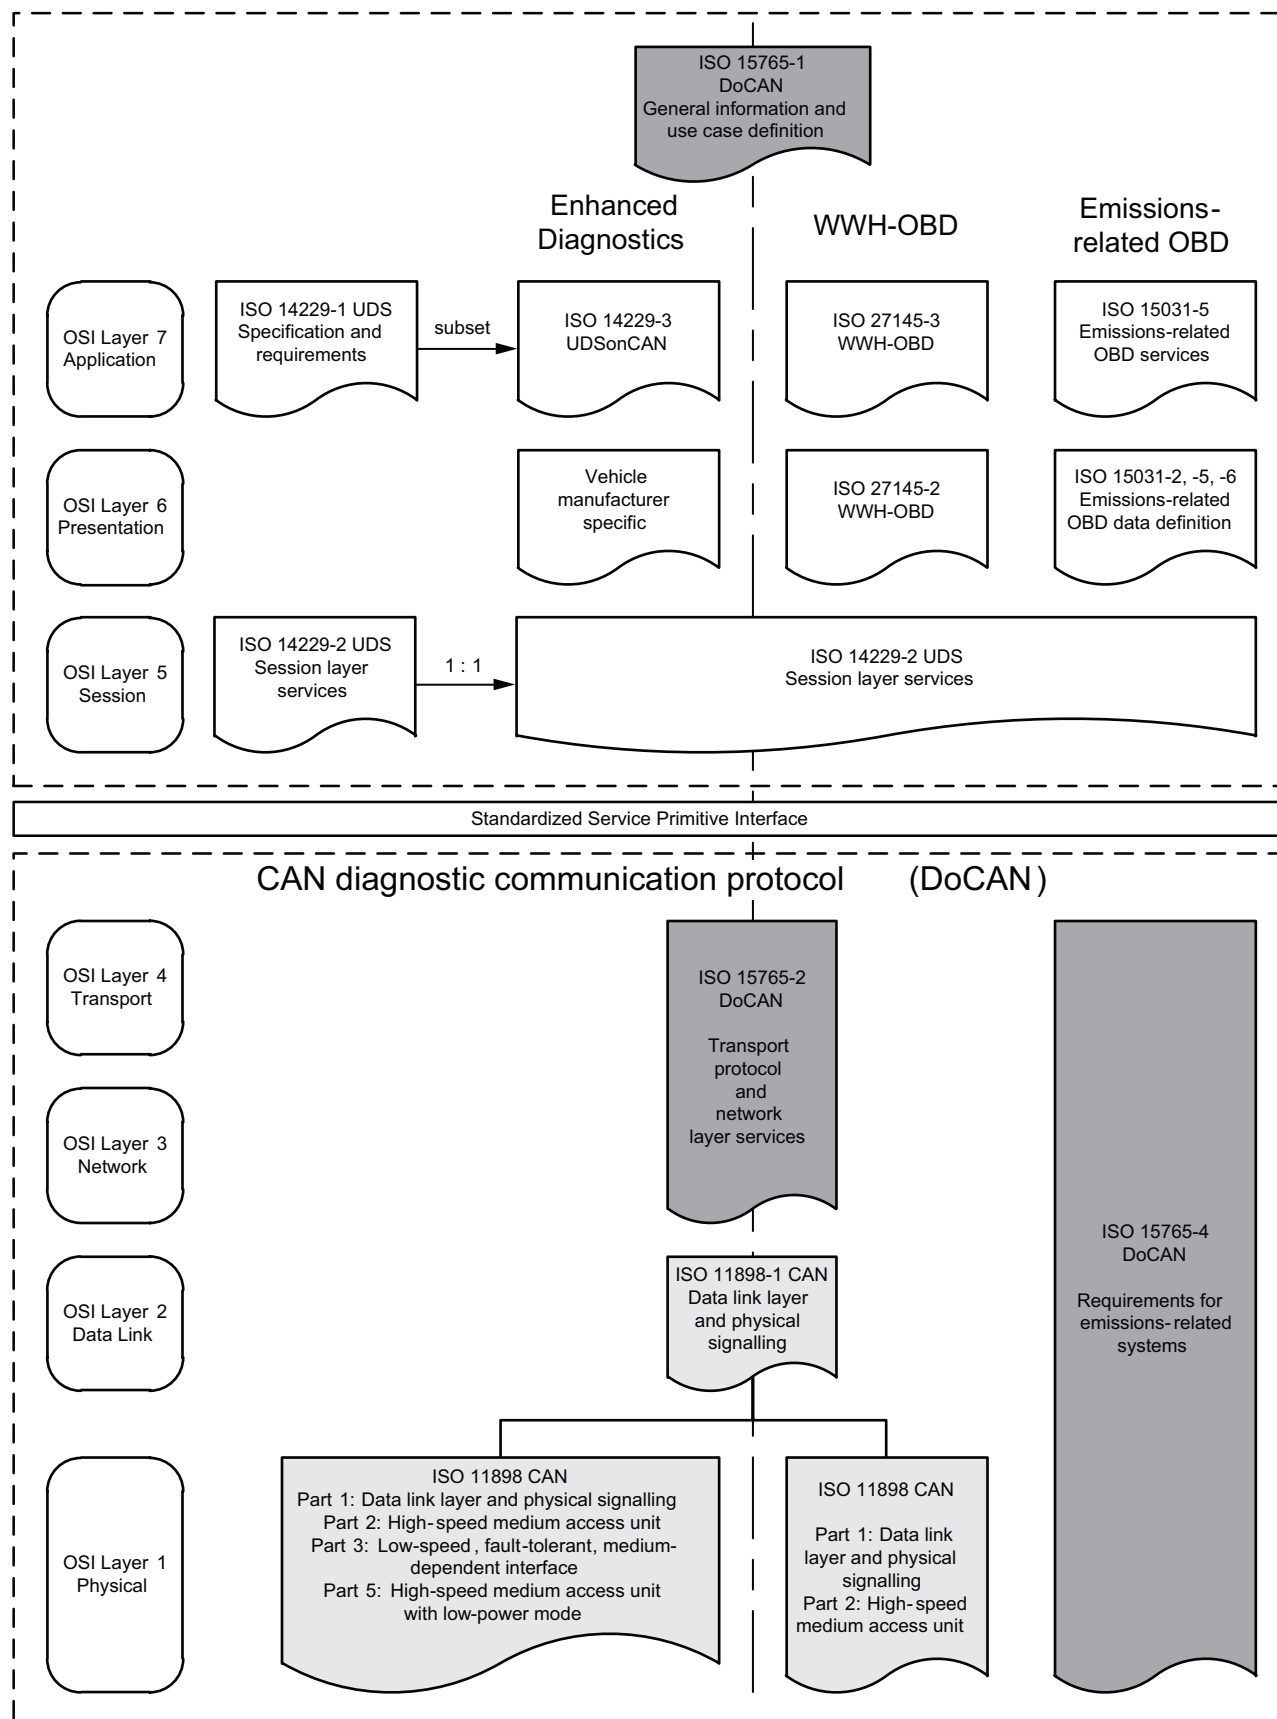 ISO 15765-1
DoCAN
General information and
use case definition
Enhanced
Diagnostics
WWH-OBD
Emissions-
related OBD
OSI Layer 7
Application
ISO 14229-1 UDS
Specification and
requirements
subset
ISO 14229-3
UDSonCAN
ISO 27145-3
WWH-OBD
ISO 15031-5
Emissions-related
OBD services
OSI Layer 6
Presentation
Vehicle
manufacturer
specific
ISO 27145-2
WWH-OBD
ISO 15031-2, -5, -6
Emissions-related
OBD data definition
OSI Layer 5
Session
ISO 14229-2 UDS
Session layer
services
1 : 1
ISO 14229-2 UDS
Session layer services
Standardized Service Primitive Interface
CAN diagnostic communication protocol (DoCAN)
OSI Layer 4
Transport
ISO 15765-2
DoCAN
Transport
protocol
and
network
layer services
OSI Layer 3
Network
ISO 15765-4
DoCAN
Requirements for
emissions-related
systems
OSI Layer 2
Data Link
ISO 11898-1 CAN
Data link layer
and physical
signalling
OSI Layer 1
Physical
ISO 11898 CAN
Part 1: Data link layer and physical signalling
Part 2: High-speed medium access unit
Part 3: Low-speed, fault-tolerant, medium-
dependent interface
Part 5: High-speed medium access unit
with low-power mode
ISO 11898 CAN
Part 1: Data link
layer and physical
signalling
Part 2: High-speed
medium access unit